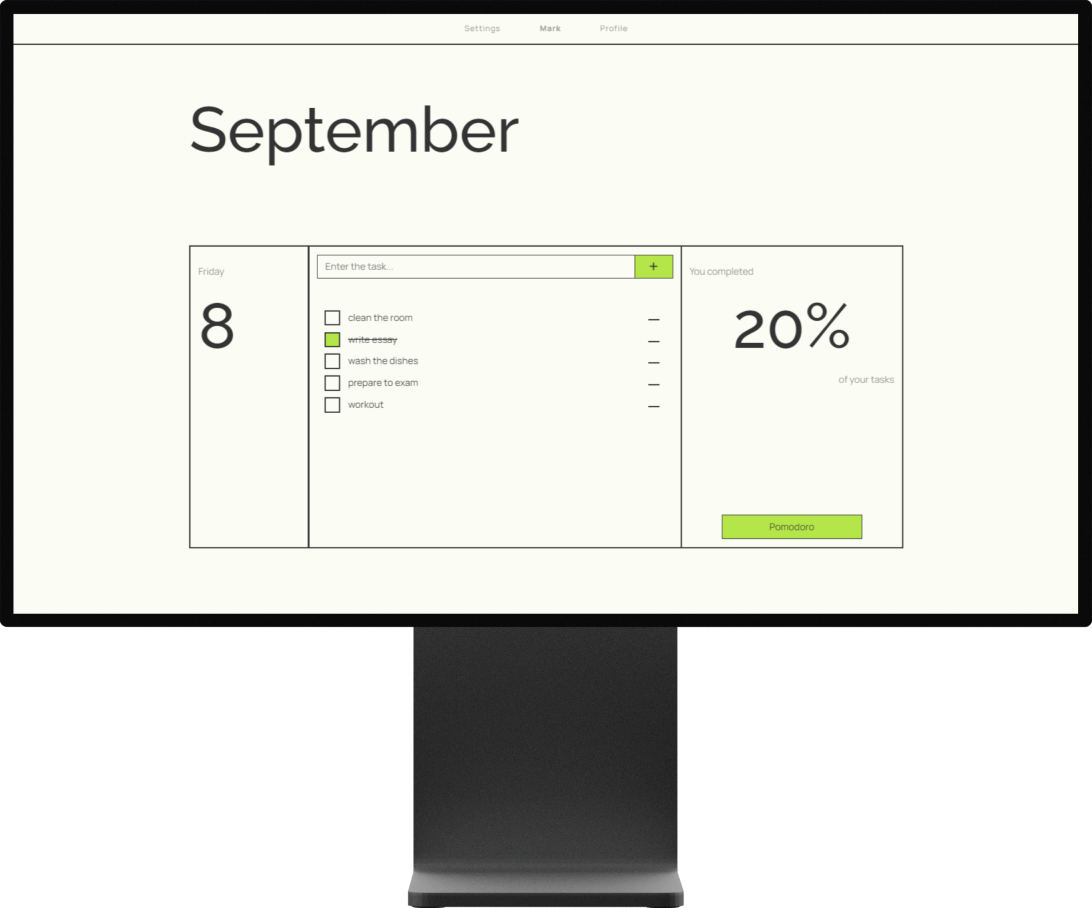 Settings Mark Profile
September
Friday
8
Enter the task... +
clean the room
write essay
wash the dishes
prepare to exam
workout
You completed
20%
of your tasks
Pomodoro